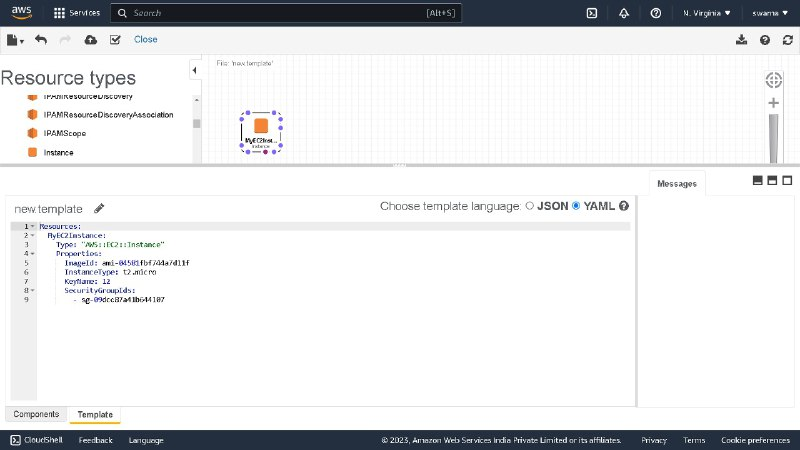 aws
Services
Search
[Alt+S]
N. Virginia
swarna
Close
Resource types
IPAMResourceDiscovery
IPAMResourceDiscoveryAssociation
IPAMScope
Instance
File: 'new.template'
MyEC2Inst...
Instance
Messages
new.template
Choose template language: JSON YAML
1 Resources:
2 MyEC2Instance:
3 Type: "AWS::EC2::Instance"
4 Properties:
5 ImageId: ami-04581fbf744a7d11f
6 InstanceType: t2.micro
7 KeyName: 12
8 SecurityGroupIds:
9 - sg-09dcc87a41b644107
Components
Template
CloudShell
Feedback
Language
© 2023, Amazon Web Services India Private Limited or its affiliates.
Privacy
Terms
Cookie preferences